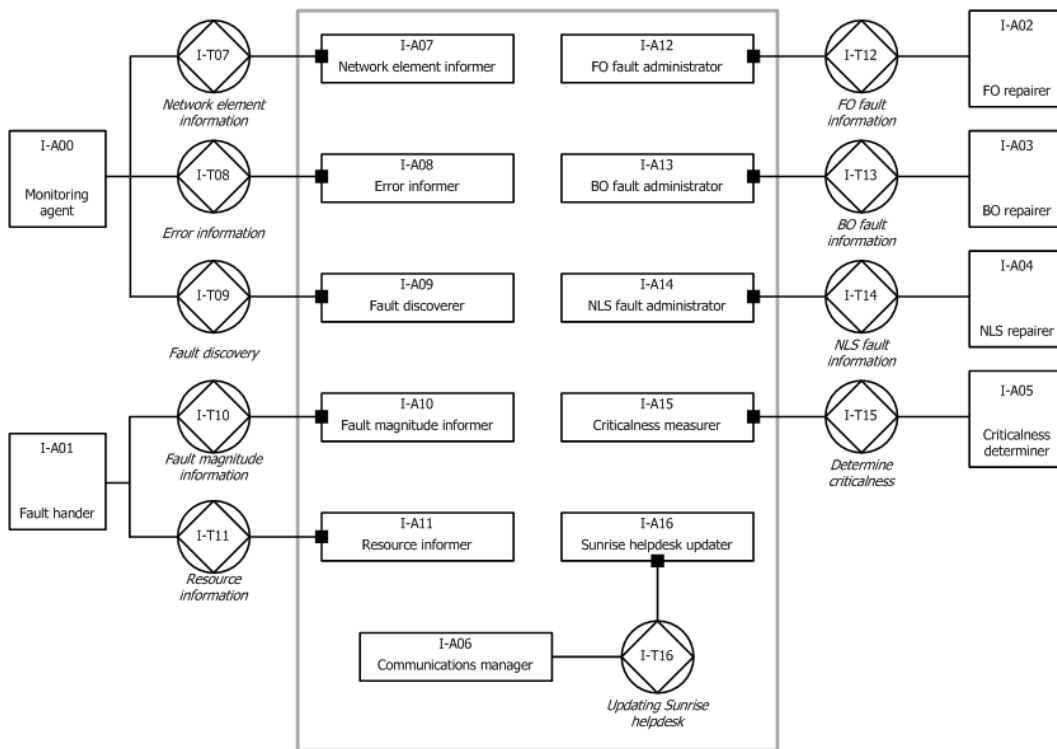 I-A00
Monitoring
agent
I-T07
Network element
information
I-T08
Error information
I-T09
Fault discovery
I-A01
Fault hander
I-T10
Fault magnitude
information
I-T11
Resource
information
I-A07
Network element informer
I-A08
Error informer
I-A09
Fault discoverer
I-A10
Fault magnitude informer
I-A11
Resource informer
I-A06
Communications manager
I-A12
FO fault administrator
I-A13
BO fault administrator
I-A14
NLS fault administrator
I-A15
Criticalness measurer
I-A16
Sunrise helpdesk updater
I-T16
Updating Sunrise
helpdesk
I-T12
FO fault
information
I-T13
BO fault
information
I-T14
NLS fault
information
I-T15
Determine
criticalness
I-A02
FO repairer
I-A03
BO repairer
I-A04
NLS repairer
I-A05
Criticalness
determiner